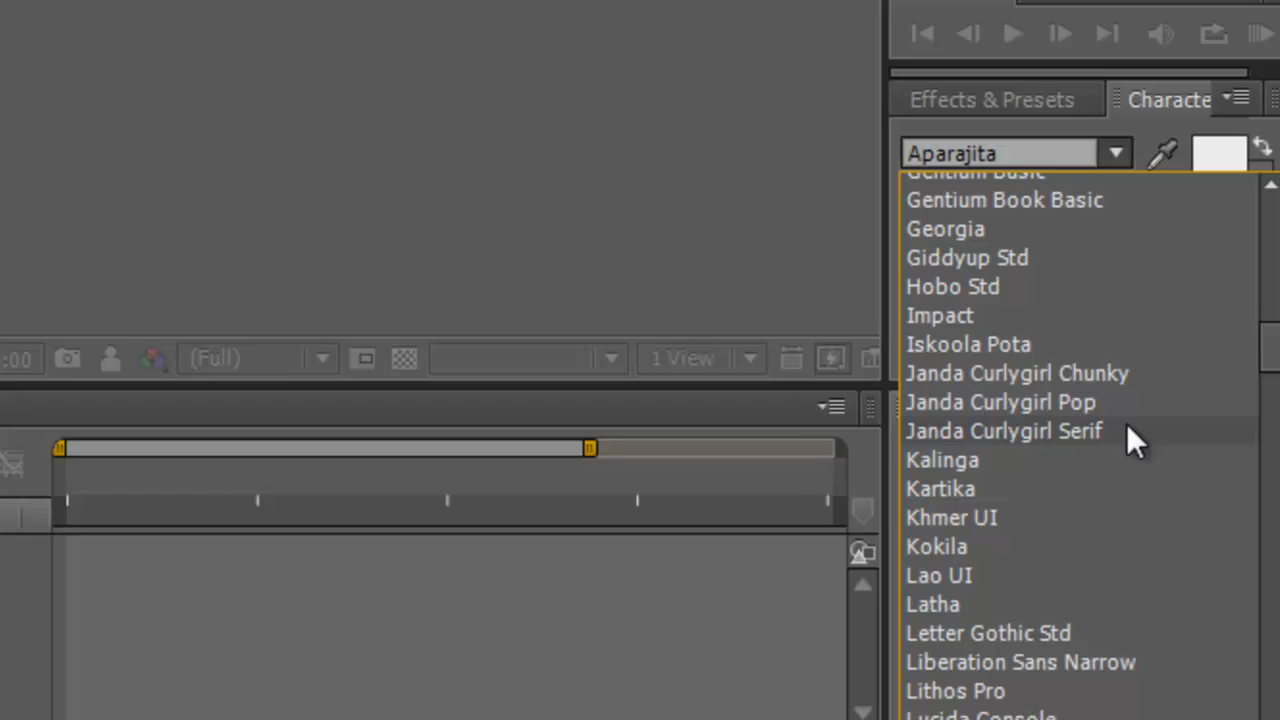 Effects & Presets
Characte
Aparajita
Gentium Basic
Gentium Book Basic
Georgia
Giddyup Std
Hobo Std
Impact
Iskoola Pota
:00
(Full)
1 View
Janda Curlygirl Chunky
Janda Curlygirl Pop
Janda Curlygirl Serif
Kalinga
Kartika
Khmer UI
Kokila
Lao UI
Latha
Letter Gothic Std
Liberation Sans Narrow
Lithos Pro
Lucida Console